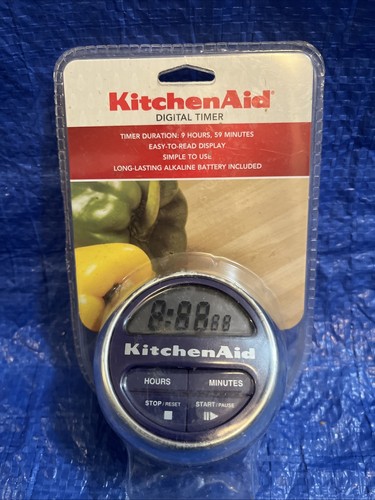 KitchenAid®
DIGITAL TIMER
TIMER DURATION: 9 HOURS, 59 MINUTES
EASY-TO-READ DISPLAY
SIMPLE TO USE
LONG-LASTING ALKALINE BATTERY INCLUDED
8:88 88
KitchenAid
HOURS MINUTES
STOP/RESET START/PAUSE